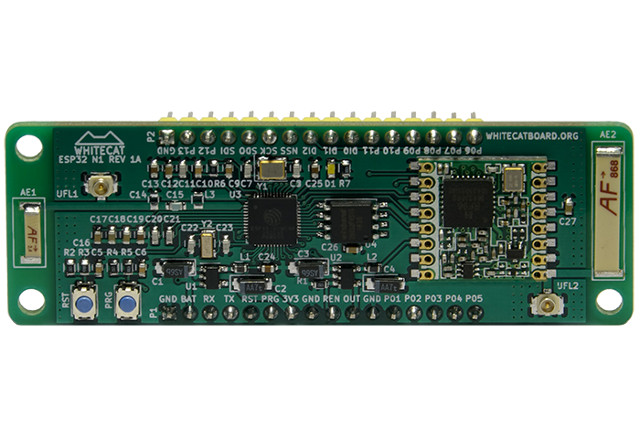 WHITECAT
ESP32 N1 REV 1A
P2
GND P13 P12 SDI SDO SCK NSS DI2 DI1 DI0 P11 P10 P09 P08 P07 P06
WHITECATBOARD.ORG
AE2
AF 868
AE1
AF
UFL1
C13 C12 C11 C10 R6 C9 C7
Y1
C3 C25 D1 R7
C14
C15 L3
U3
C17 C18 C19 C20 C21
Y2
C22 C23
C26 U4
C27
C16
R2 R3 C5 R4 R5 C6
L1 C24
C3
U2
L2
C4
C1
U1
C2
R1
UFL2
RST
PRG
P1
GND BAT RX TX RST PRG 3V3 GND REN OUT GND P01 P02 P03 P04 P05